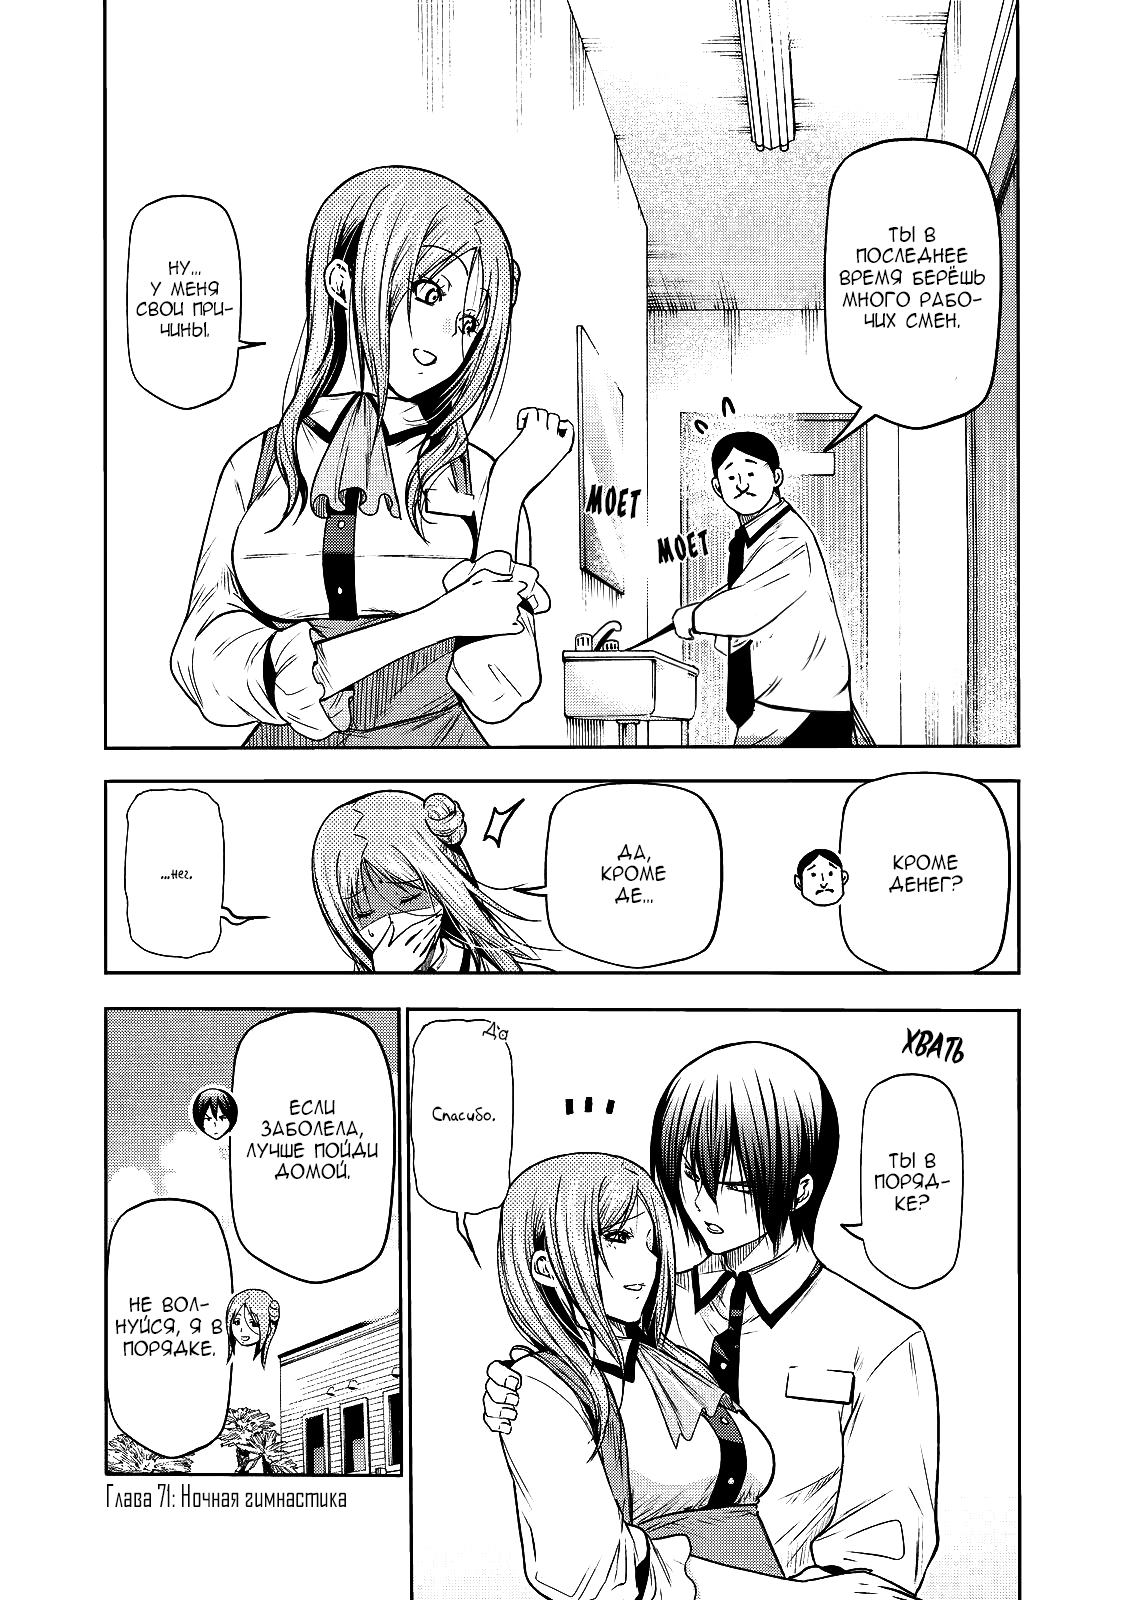 ТЫ В
ПОСЛЕДНЕЕ
ВРЕМЯ БЕРЁШЬ
МНОГО РАБО-
ЧИХ СМЕН.
НУ...
У МЕНЯ
СВОИ ПРИ-
ЧИНЫ.
МОЕТ
МОЕТ
КРОМЕ
ДЕНЕГ?
ДА,
КРОМЕ
ДЕ...
...нег.
ХВАТЬ
ТЫ В
ПОРЯД-
КЕ?
Да
Спасибо.
ЕСЛИ
ЗАБОЛЕЛА,
ЛУЧШЕ ПОЙДИ
ДОМОЙ.
НЕ ВОЛ-
НУЙСЯ, Я В
ПОРЯДКЕ.
Глава 71: Ночная гимнастика